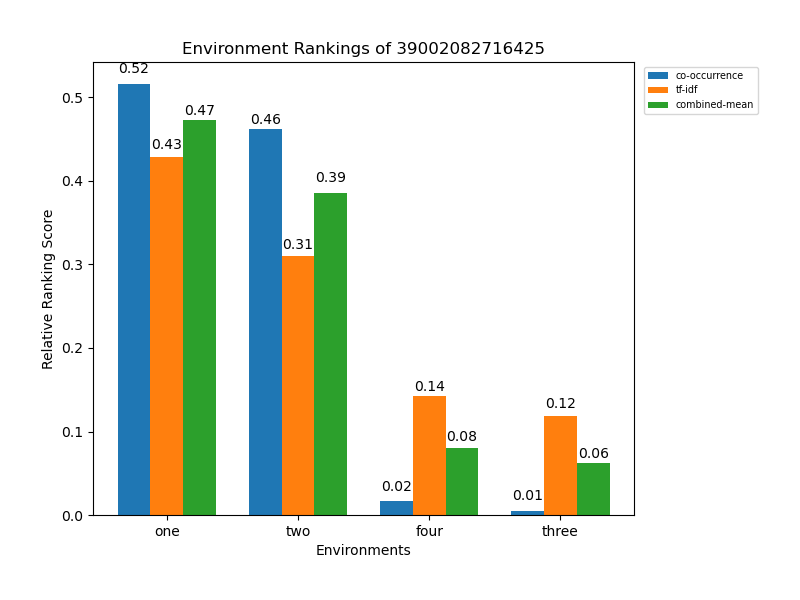 Environment Rankings of 39002082716425
co-occurrence
tf-idf
combined-mean
Relative Ranking Score
0.5
0.4
0.3
0.2
0.1
0.0
0.52
0.43
0.47
0.46
0.31
0.39
0.02
0.14
0.08
0.01
0.12
0.06
one two four three
Environments